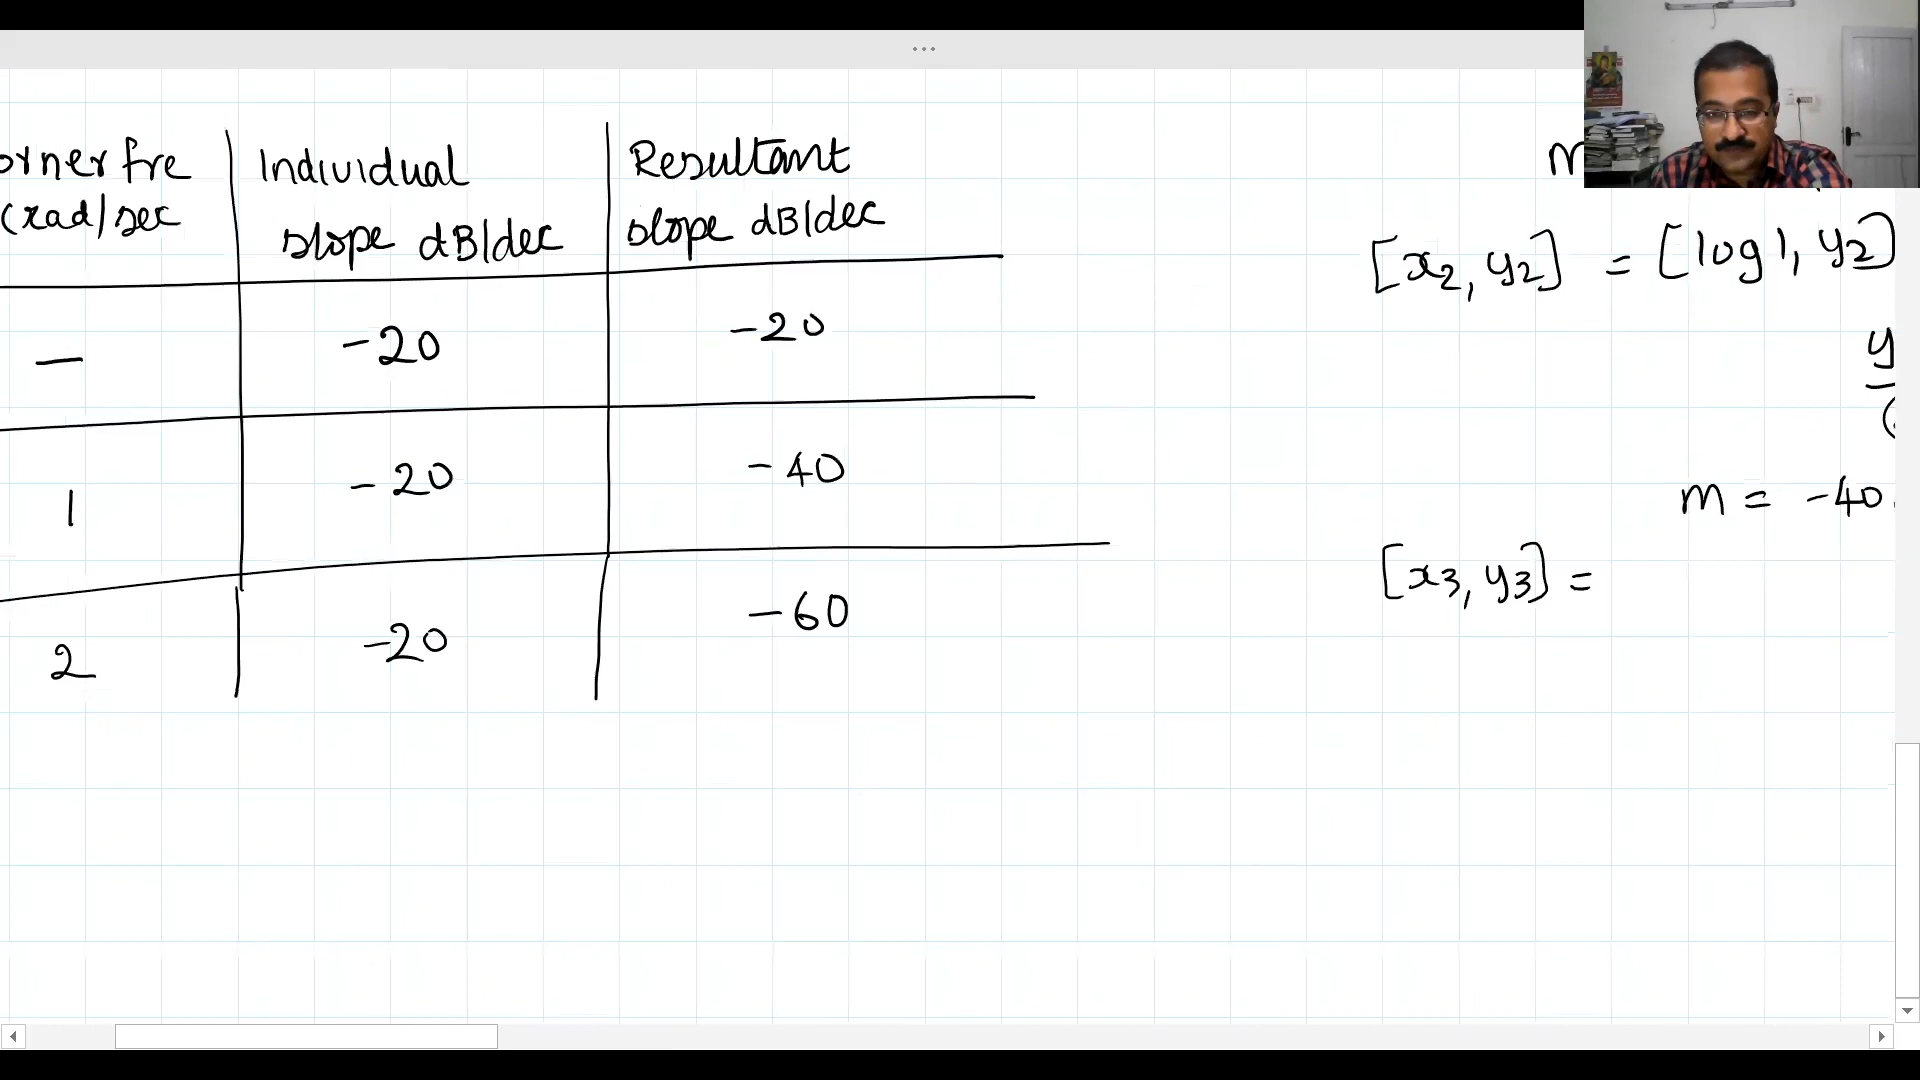 orner fre | Individual | Resultant
(rad/sec | slope dB/dec | slope dB/dec
— | -20 | -20
1 | -20 | -40
2 | -20 | -60
m
[x2, y2] = [log 1, y2]
y
m = -40
[x3, y3] =